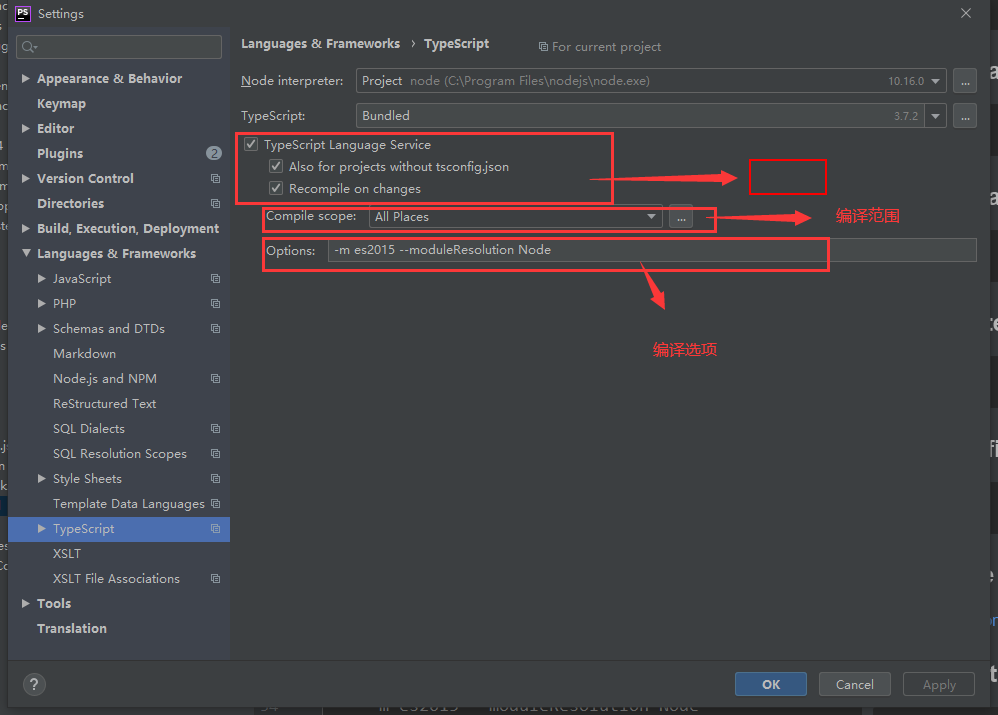 PS Settings
Languages & Frameworks › TypeScript For current project
Appearance & Behavior
Keymap
Editor
Plugins 2
Version Control
Directories
Build, Execution, Deployment
Languages & Frameworks
JavaScript
PHP
Schemas and DTDs
Markdown
Node.js and NPM
ReStructured Text
SQL Dialects
SQL Resolution Scopes
Style Sheets
Template Data Languages
TypeScript
XSLT
XSLT File Associations
Tools
Translation
Node interpreter: Project node (C:\Program Files\nodejs\node.exe) 10.16.0 ...
TypeScript: Bundled 3.7.2 ...
TypeScript Language Service
Also for projects without tsconfig.json
Recompile on changes
Compile scope: All Places ... 编译范围
Options: -m es2015 --moduleResolution Node
编译选项
? OK Cancel Apply